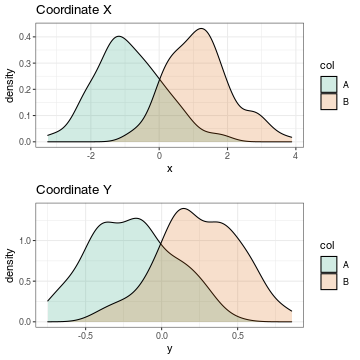 Coordinate X
0.4
0.3
0.2
0.1
0.0
density
-2
0
2
4
x
col
A
B
Coordinate Y
1.0
0.5
0.0
density
-0.5
0.0
0.5
y
col
A
B